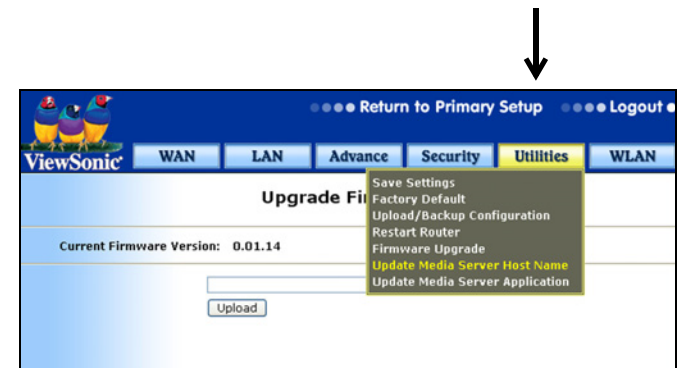 Return to Primary Setup Logout
ViewSonic® WAN LAN Advance Security Utilities WLAN
Upgrade Fi
Save Settings
Factory Default
Upload/Backup Configuration
Restart Router
Firmware Upgrade
Update Media Server Host Name
Update Media Server Application
Current Firmware Version: 0.01.14
Upload